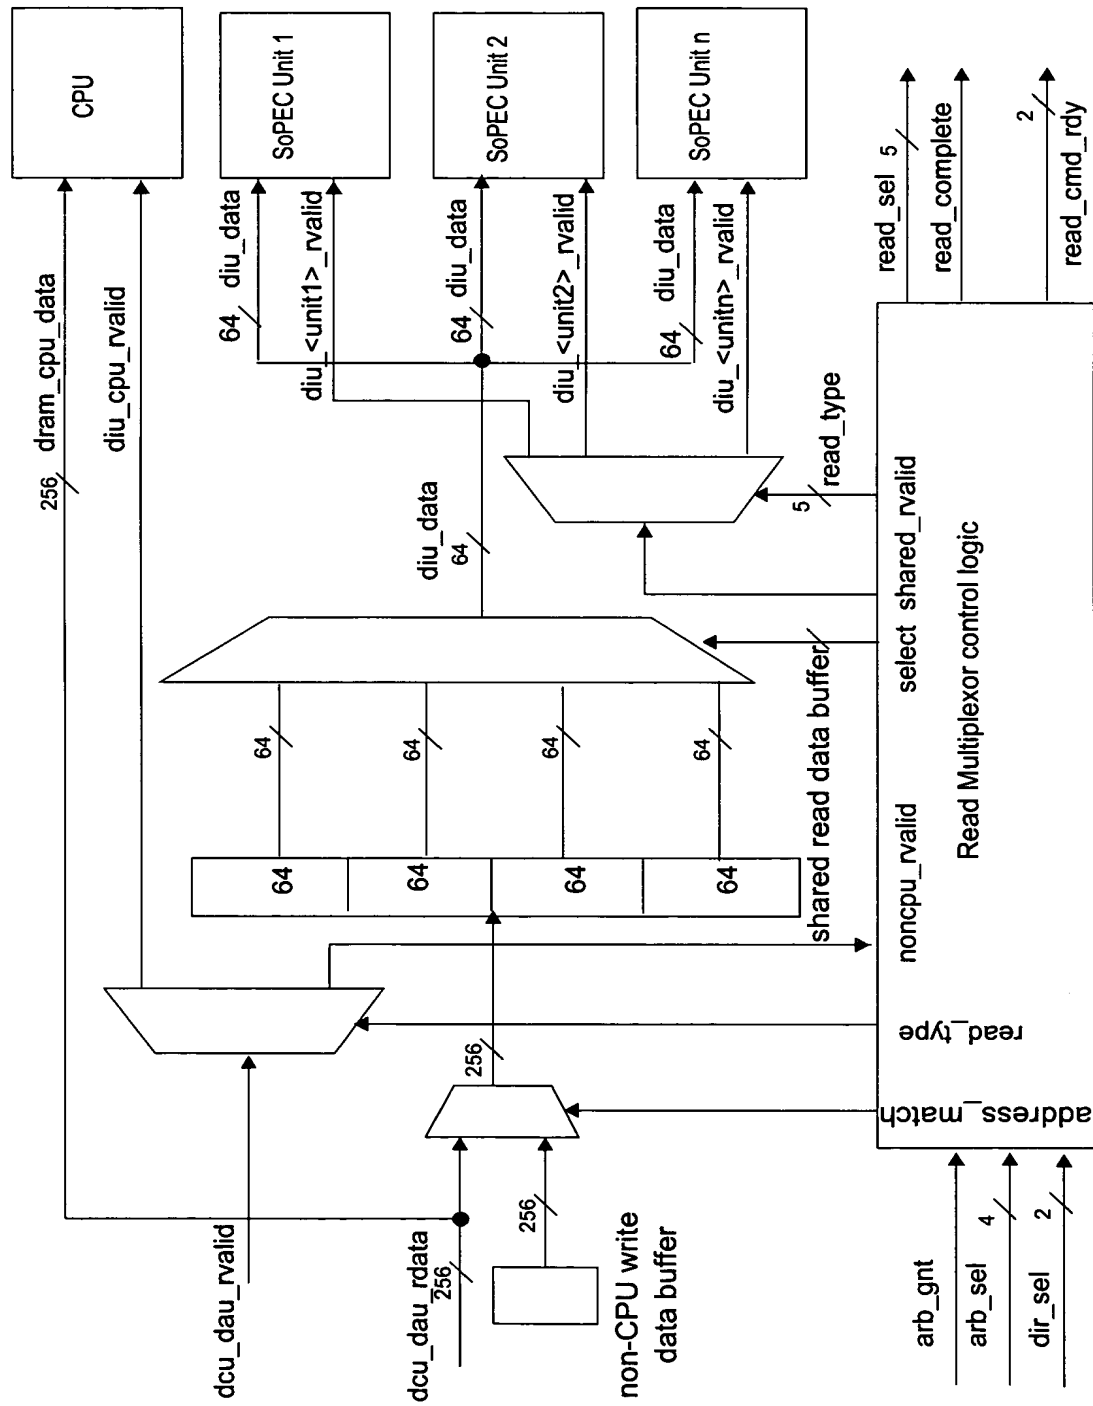 CPU
SoPEC Unit 1
SoPEC Unit 2
SoPEC Unit n
256
dram_cpu_data
diu_cpu_rvalid
64
diu_data
diu_<unit1>_rvalid
64
diu_data
diu_<unit2>_rvalid
64
diu_data
diu_<unitn>_rvalid
diu_data
64
5
read_type
64
64
64
64
64
64
64
64
shared read data buffer
256
dcu_dau_rvalid
dcu_dau_rdata
256
256
non-CPU write
data buffer
address_match
read_type
noncpu_rvalid
select
shared_rvalid
Read Multiplexor control logic
arb_gnt
arb_sel
4
dir_sel
2
read_sel
5
read_complete
2
read_cmd_rdy